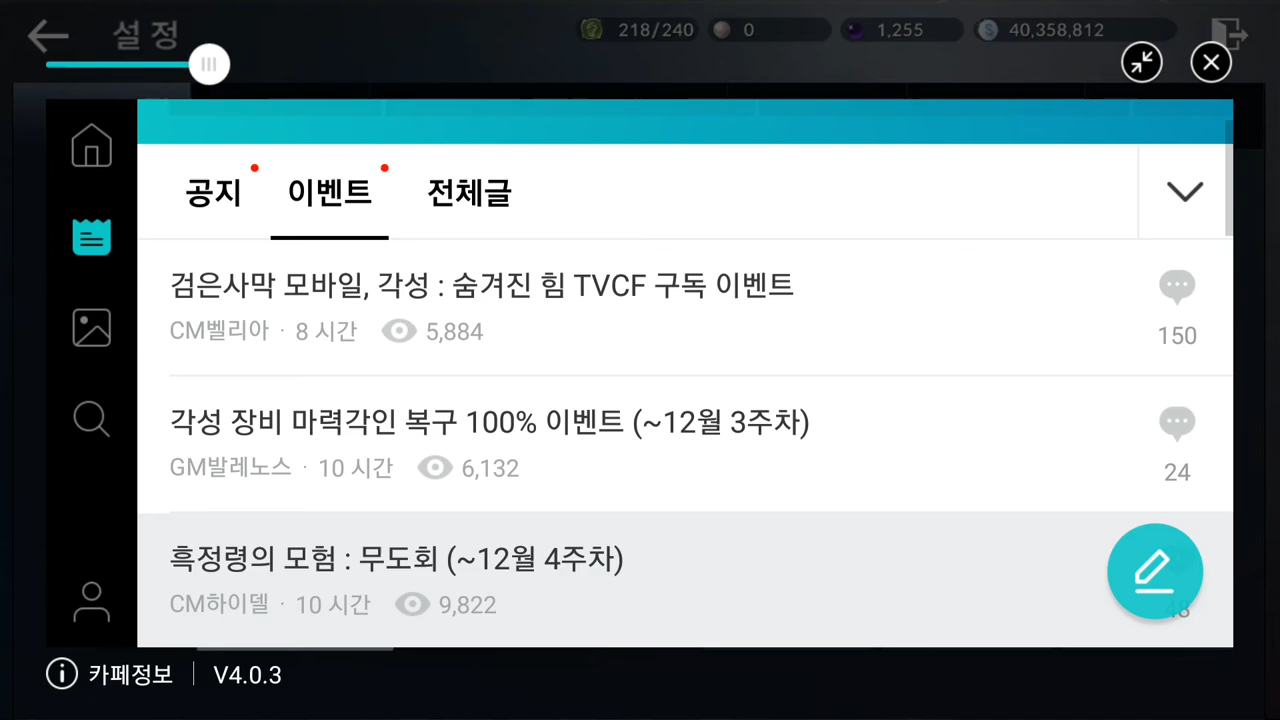 설정
218/240
0
1,255
40,358,812
공지
이벤트
전체글
검은사막 모바일, 각성 : 숨겨진 힘 TVCF 구독 이벤트
CM벨리아 · 8 시간 5,884
150
각성 장비 마력각인 복구 100% 이벤트 (~12월 3주차)
GM발레노스 · 10 시간 6,132
24
흑정령의 모험 : 무도회 (~12월 4주차)
CM하이델 · 10 시간 9,822
48
카페정보
V4.0.3